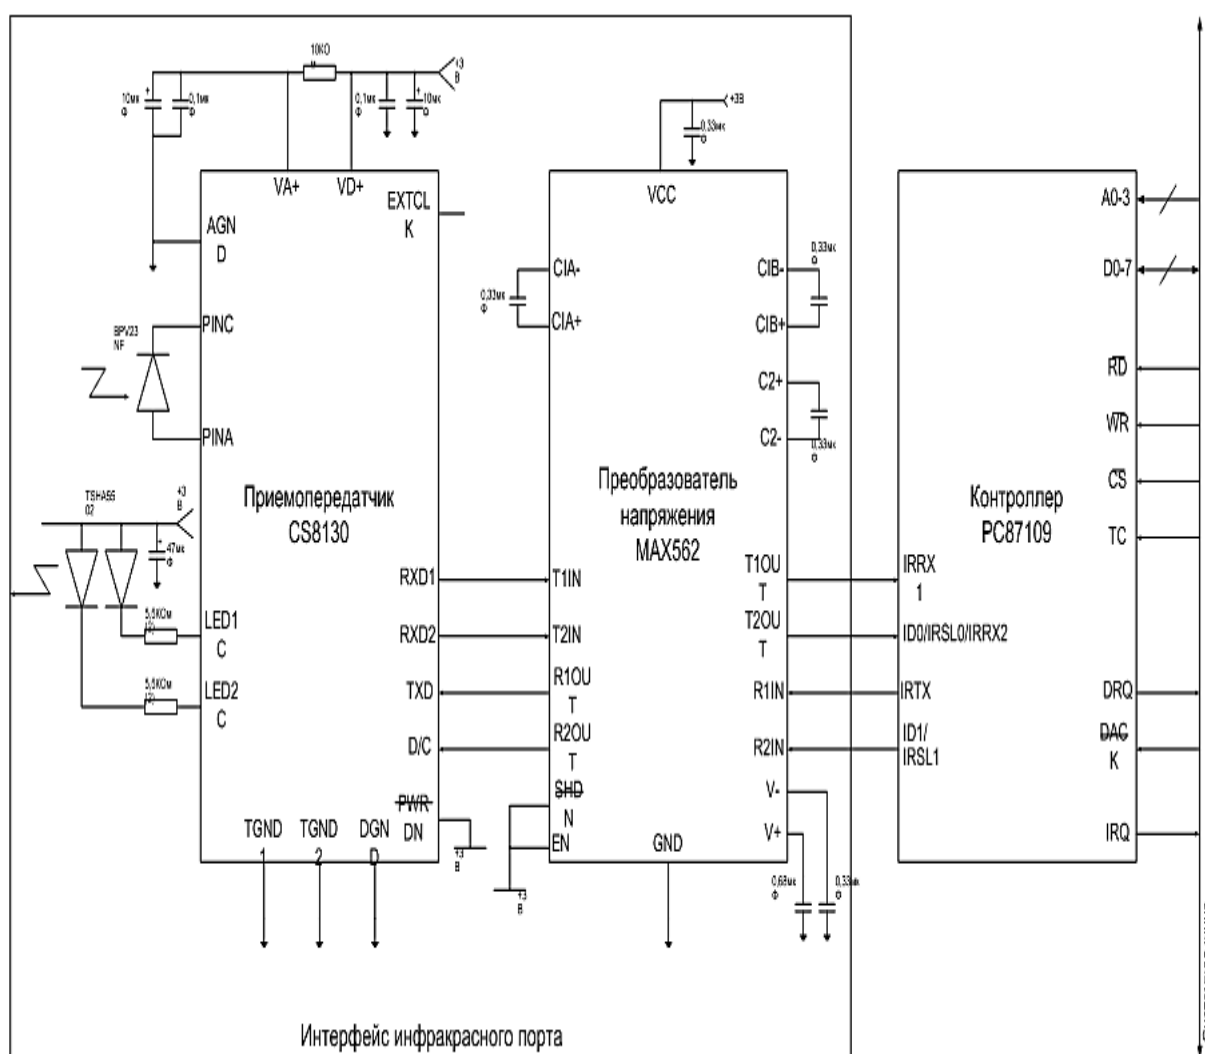 10КО
+3
В
10мк
Ф
0,1мк
Ф
0,1мк
Ф
10мк
Ф
VA+
VD+
EXTCL
K
AGN
D
BPV23
NF
PINC
PINA
TSHA55
02
+3
В
47мк
Ф
Приемопередатчик
CS8130
5,5КОм
LED1
C
5,5КОм
LED2
C
RXD1
RXD2
TXD
D/C
PWR
DN
TGND
1
TGND
2
DGN
D
+3
В
+3В
0,33мк
Ф
VCC
0,33мк
Ф
CIA-
CIA+
0,33мк
Ф
CIB-
CIB+
C2+
C2-
0,33мк
Ф
Преобразователь
напряжения
MAX562
T1IN
T2IN
R1OU
T
R2OU
T
SHD
N
EN
+3
В
T1OU
T
T2OU
T
R1IN
R2IN
V-
V+
GND
0,68мк
Ф
0,33мк
Ф
Контроллер
PC87109
A0-3
D0-7
RD
WR
CS
TC
IRRX
1
ID0/IRSL0/IRRX2
IRTX
ID1/
IRSL1
DRQ
DAC
K
IRQ
Интерфейс инфракрасного порта